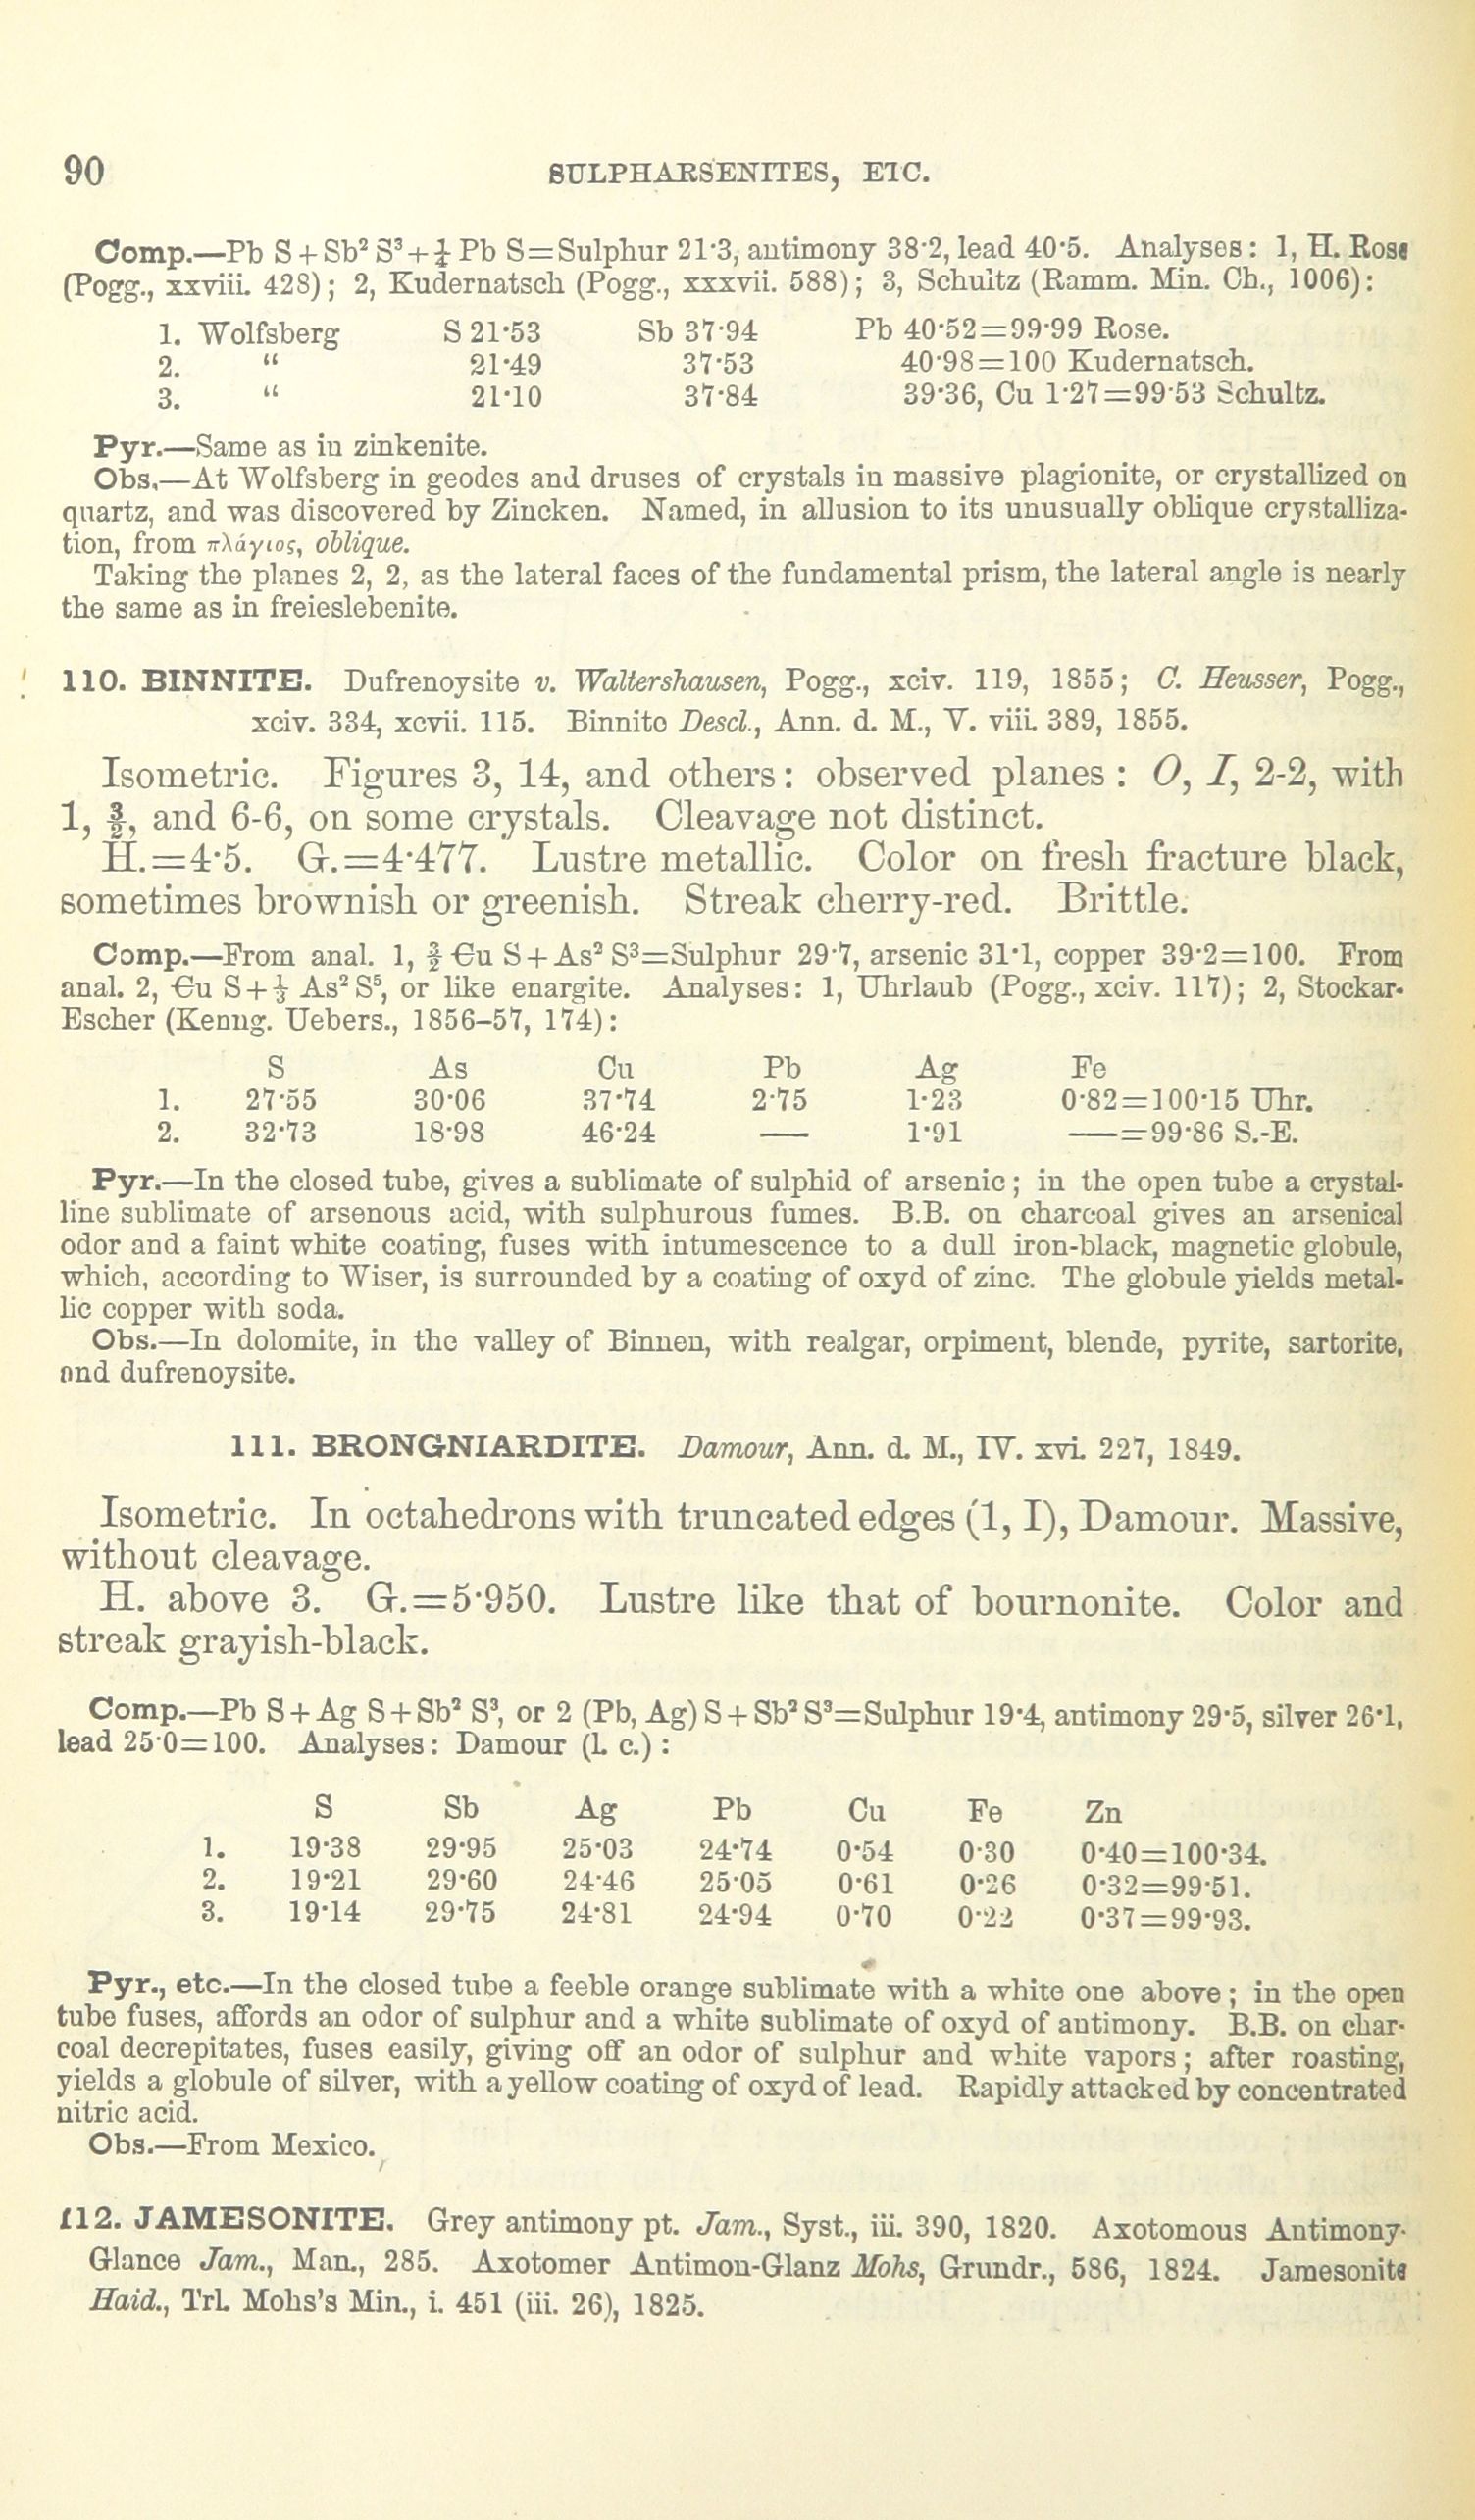 90 SULPHARSENITES, ETC.
Comp.—Pb S + Sb² S³ + ¼ Pb S=Sulphur 21·3, antimony 38·2, lead 40·5. Analyses: 1, H. Rose
(Pogg., xxviii. 428); 2, Kudernatsch (Pogg., xxxvii. 588); 3, Schultz (Ramm. Min. Ch., 1006):
1. Wolfsberg S 21·53 Sb 37·94 Pb 40·52=99·99 Rose.
2. “ 21·49 37·53 40·98=100 Kudernatsch.
3. “ 21·10 37·84 39·36, Cu 1·27=99·53 Schultz.
Pyr.—Same as in zinkenite.
Obs.—At Wolfsberg in geodes and druses of crystals in massive plagionite, or crystallized on
quartz, and was discovered by Zincken. Named, in allusion to its unusually oblique crystalliza-
tion, from πλάγιος, oblique.
Taking the planes 2, 2, as the lateral faces of the fundamental prism, the lateral angle is nearly
the same as in freieslebenite.
110. BINNITE. Dufrenoysite v. Waltershausen, Pogg., xciv. 119, 1855; C. Heusser, Pogg.,
xciv. 334, xcvii. 115. Binnite Descl., Ann. d. M., V. viii. 389, 1855.
Isometric. Figures 3, 14, and others: observed planes: O, I, 2-2, with
1, 3/2, and 6-6, on some crystals. Cleavage not distinct.
H.=4·5. G.=4·477. Lustre metallic. Color on fresh fracture black,
sometimes brownish or greenish. Streak cherry-red. Brittle.
Comp.—From anal. 1, 3/2 Є̵u S + As² S³=Sulphur 29·7, arsenic 31·1, copper 39·2=100. From
anal. 2, Є̵u S + ⅓ As² S⁵, or like enargite. Analyses: 1, Uhrlaub (Pogg., xciv. 117); 2, Stockar-
Escher (Kenng. Uebers., 1856–57, 174):
S As Cu Pb Ag Fe
1. 27·55 30·06 37·74 2·75 1·23 0·82=100·15 Uhr.
2. 32·73 18·98 46·24 — 1·91 —=99·86 S.-E.
Pyr.—In the closed tube, gives a sublimate of sulphid of arsenic; in the open tube a crystal-
line sublimate of arsenous acid, with sulphurous fumes. B.B. on charcoal gives an arsenical
odor and a faint white coating, fuses with intumescence to a dull iron-black, magnetic globule,
which, according to Wiser, is surrounded by a coating of oxyd of zinc. The globule yields metal-
lic copper with soda.
Obs.—In dolomite, in the valley of Binnen, with realgar, orpiment, blende, pyrite, sartorite,
and dufrenoysite.
111. BRONGNIARDITE. Damour, Ann. d. M., IV. xvi. 227, 1849.
Isometric. In octahedrons with truncated edges (1, I), Damour. Massive,
without cleavage.
H. above 3. G.=5·950. Lustre like that of bournonite. Color and
streak grayish-black.
Comp.—Pb S + Ag S + Sb² S³, or 2 (Pb, Ag) S + Sb² S³=Sulphur 19·4, antimony 29·5, silver 26·1,
lead 25·0=100. Analyses: Damour (l. c.):
S Sb Ag Pb Cu Fe Zn
1. 19·38 29·95 25·03 24·74 0·54 0·30 0·40=100·34.
2. 19·21 29·60 24·46 25·05 0·61 0·26 0·32=99·51.
3. 19·14 29·75 24·81 24·94 0·70 0·22 0·37=99·93.
Pyr., etc.—In the closed tube a feeble orange sublimate with a white one above; in the open
tube fuses, affords an odor of sulphur and a white sublimate of oxyd of antimony. B.B. on char-
coal decrepitates, fuses easily, giving off an odor of sulphur and white vapors; after roasting,
yields a globule of silver, with a yellow coating of oxyd of lead. Rapidly attacked by concentrated
nitric acid.
Obs.—From Mexico.
112. JAMESONITE. Grey antimony pt. Jam., Syst., iii. 390, 1820. Axotomous Antimony-
Glance Jam., Man., 285. Axotomer Antimon-Glanz Mohs, Grundr., 586, 1824. Jamesonite
Haid., Trl. Mohs's Min., i. 451 (iii. 26), 1825.